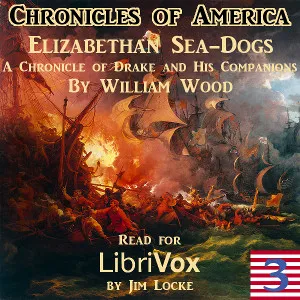 Chronicles of America
Elizabethan Sea-Dogs
A Chronicle of Drake and His Companions
By William Wood
Read for
LibriVox
by Jim Locke
3